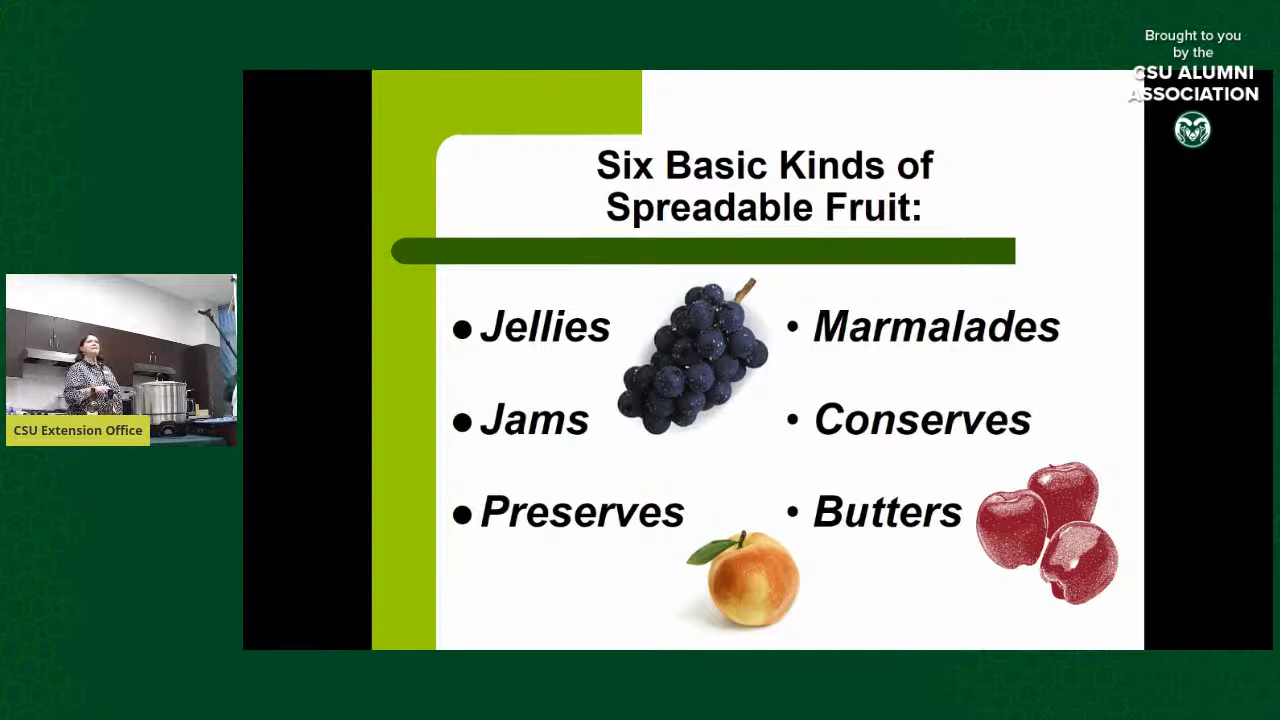 Brought to you
by the
CSU ALUMNI
ASSOCIATION
Six Basic Kinds of
Spreadable Fruit:
● Jellies
● Jams
● Preserves
• Marmalades
• Conserves
• Butters
CSU Extension Office